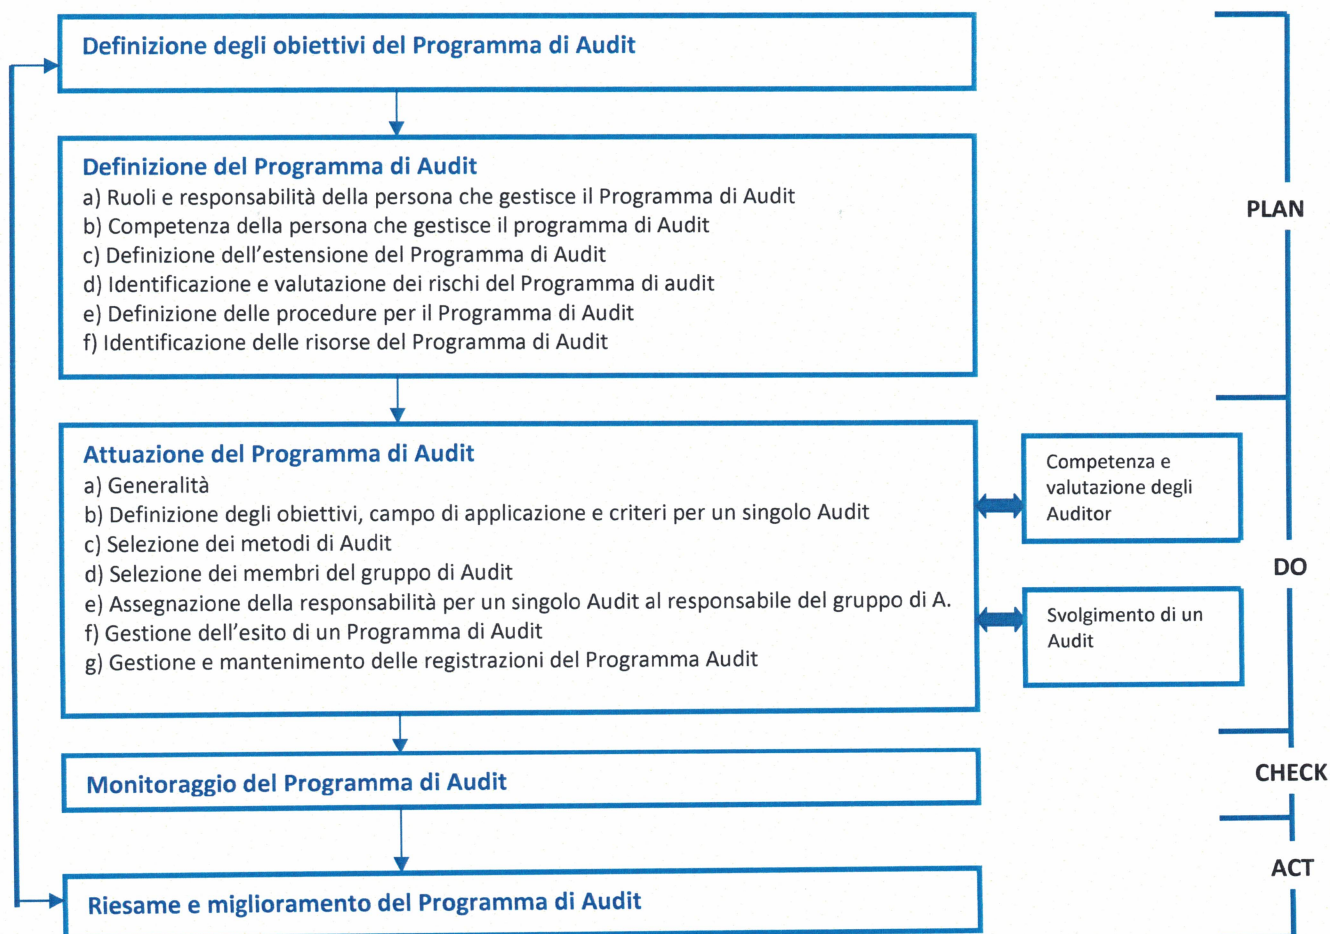 Definizione degli obiettivi del Programma di Audit
Definizione del Programma di Audit
a) Ruoli e responsabilità della persona che gestisce il Programma di Audit
b) Competenza della persona che gestisce il programma di Audit
c) Definizione dell'estensione del Programma di Audit
d) Identificazione e valutazione dei rischi del Programma di audit
e) Definizione delle procedure per il Programma di Audit
f) Identificazione delle risorse del Programma di Audit
PLAN
Attuazione del Programma di Audit
a) Generalità
b) Definizione degli obiettivi, campo di applicazione e criteri per un singolo Audit
c) Selezione dei metodi di Audit
d) Selezione dei membri del gruppo di Audit
e) Assegnazione della responsabilità per un singolo Audit al responsabile del gruppo di A.
f) Gestione dell'esito di un Programma di Audit
g) Gestione e mantenimento delle registrazioni del Programma Audit
Competenza e
valutazione degli
Auditor
Svolgimento di un
Audit
DO
Monitoraggio del Programma di Audit
CHECK
Riesame e miglioramento del Programma di Audit
ACT